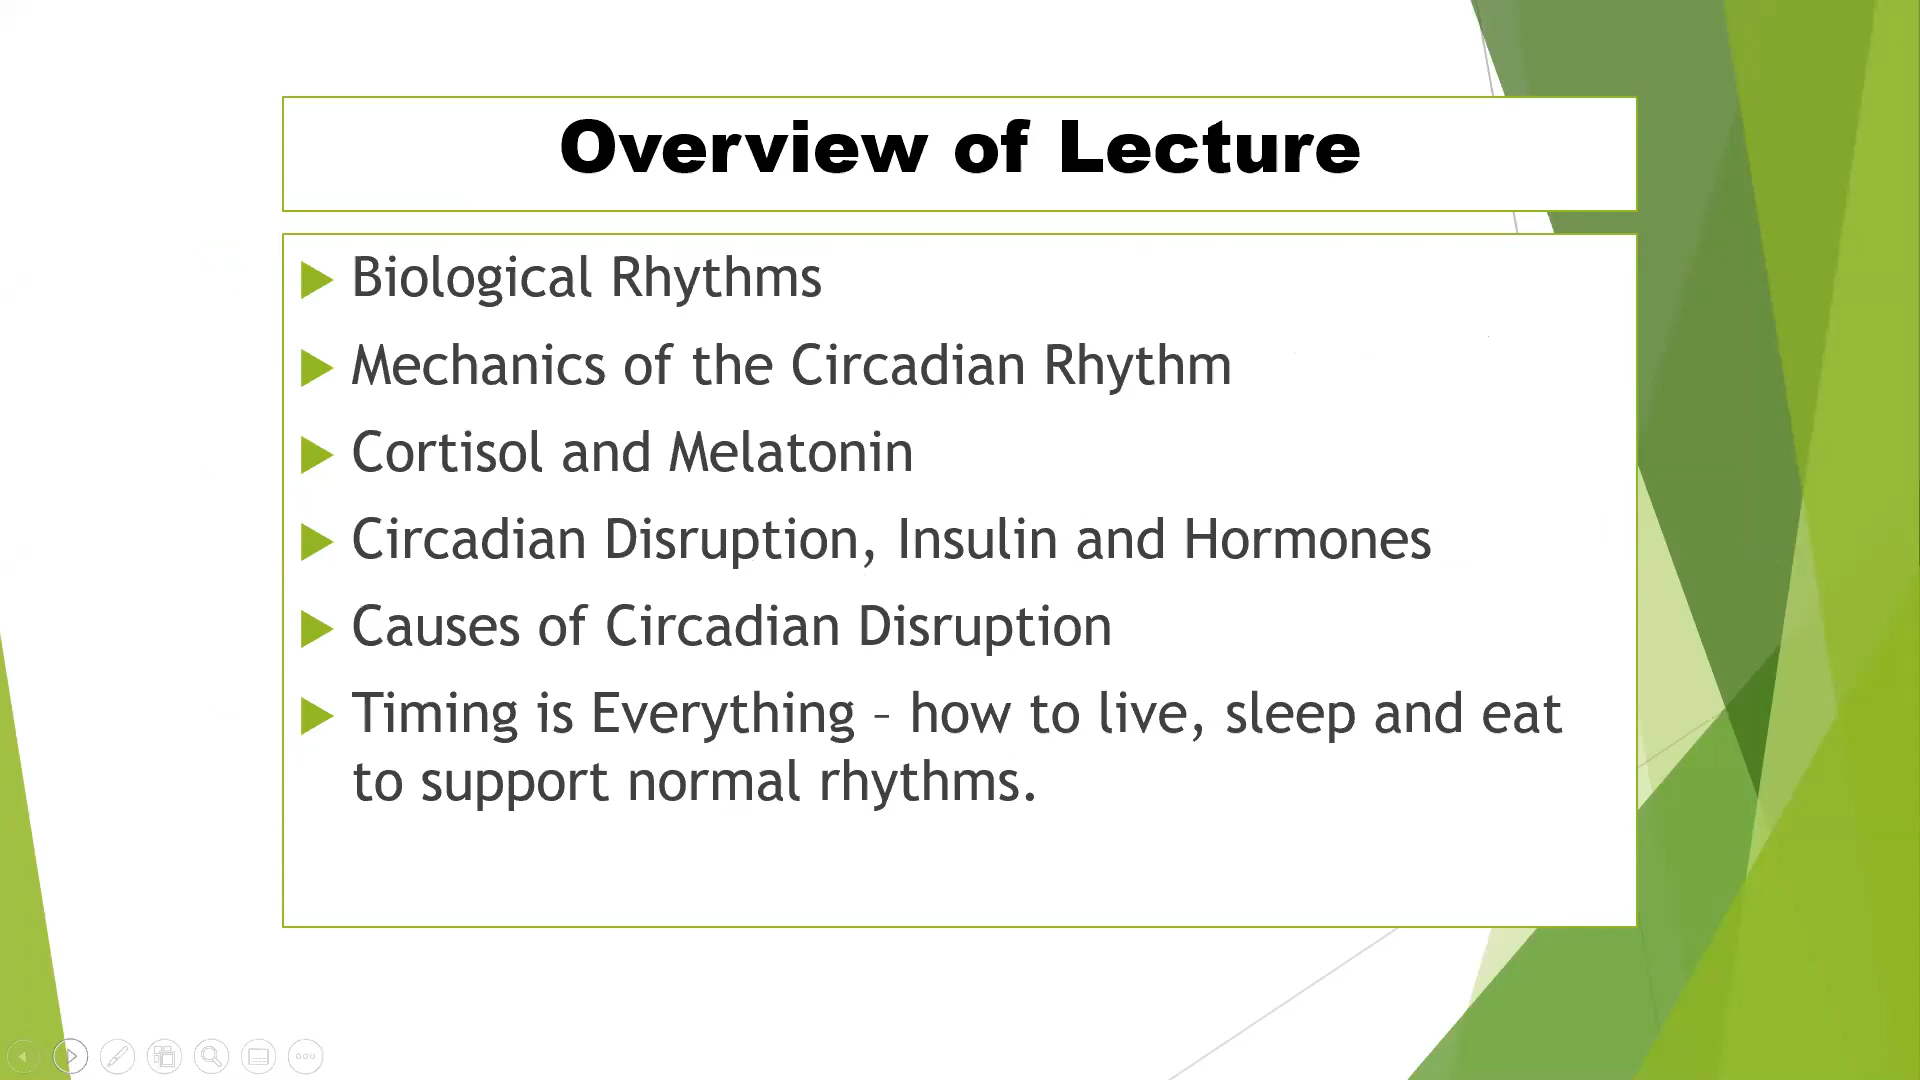 Overview of Lecture
Biological Rhythms
Mechanics of the Circadian Rhythm
Cortisol and Melatonin
Circadian Disruption, Insulin and Hormones
Causes of Circadian Disruption
Timing is Everything – how to live, sleep and eat
to support normal rhythms.